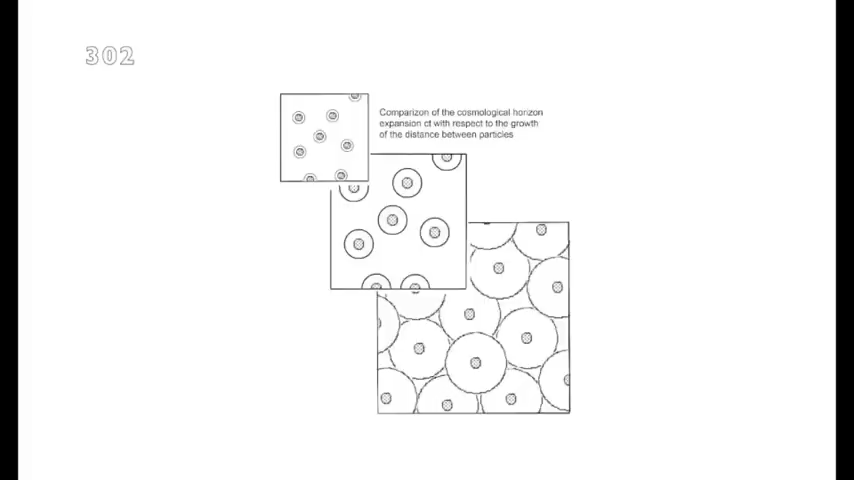 302
Comparizon of the cosmological horizon
expansion ct with respect to the growth
of the distance between particles